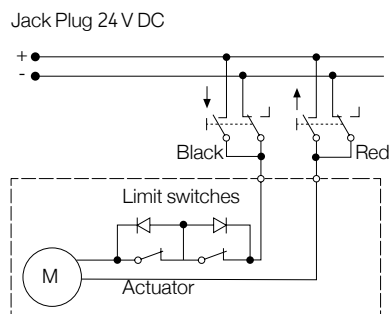 Jack Plug 24 V DC
+
-
Black
Red
Limit switches
M
Actuator